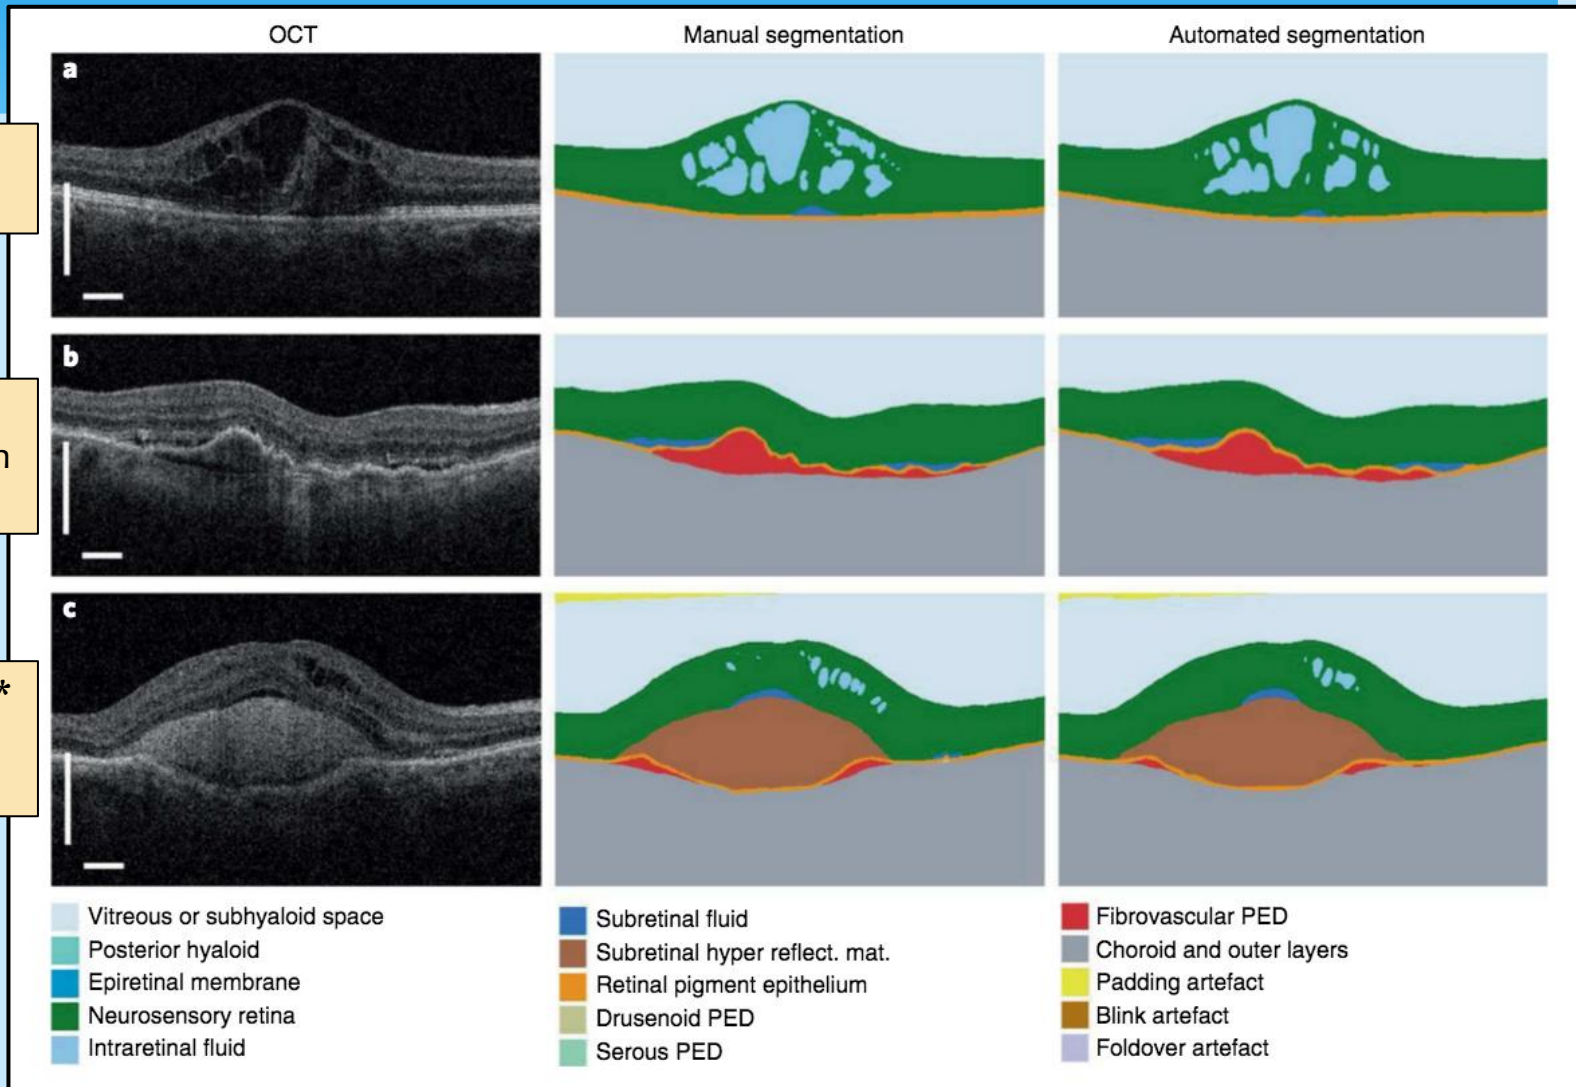 OCT
Manual segmentation
Automated segmentation
a
b
n
c
*
Vitreous or subhyaloid space
Posterior hyaloid
Epiretinal membrane
Neurosensory retina
Intraretinal fluid
Subretinal fluid
Subretinal hyper reflect. mat.
Retinal pigment epithelium
Drusenoid PED
Serous PED
Fibrovascular PED
Choroid and outer layers
Padding artefact
Blink artefact
Foldover artefact